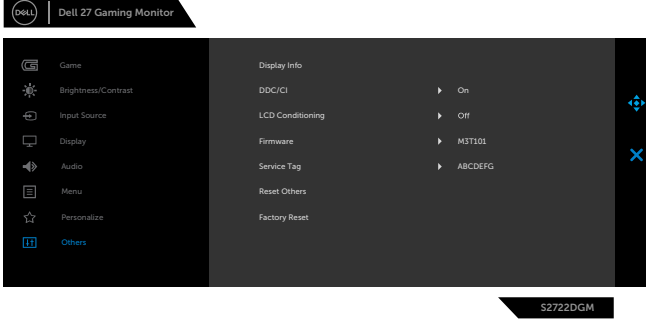 DELL
Dell 27 Gaming Monitor
Game
Brightness/Contrast
Input Source
Display
Audio
Menu
Personalize
Others
Display Info
DDC/CI On
LCD Conditioning Off
Firmware M3T101
Service Tag ABCDEFG
Reset Others
Factory Reset
S2722DGM